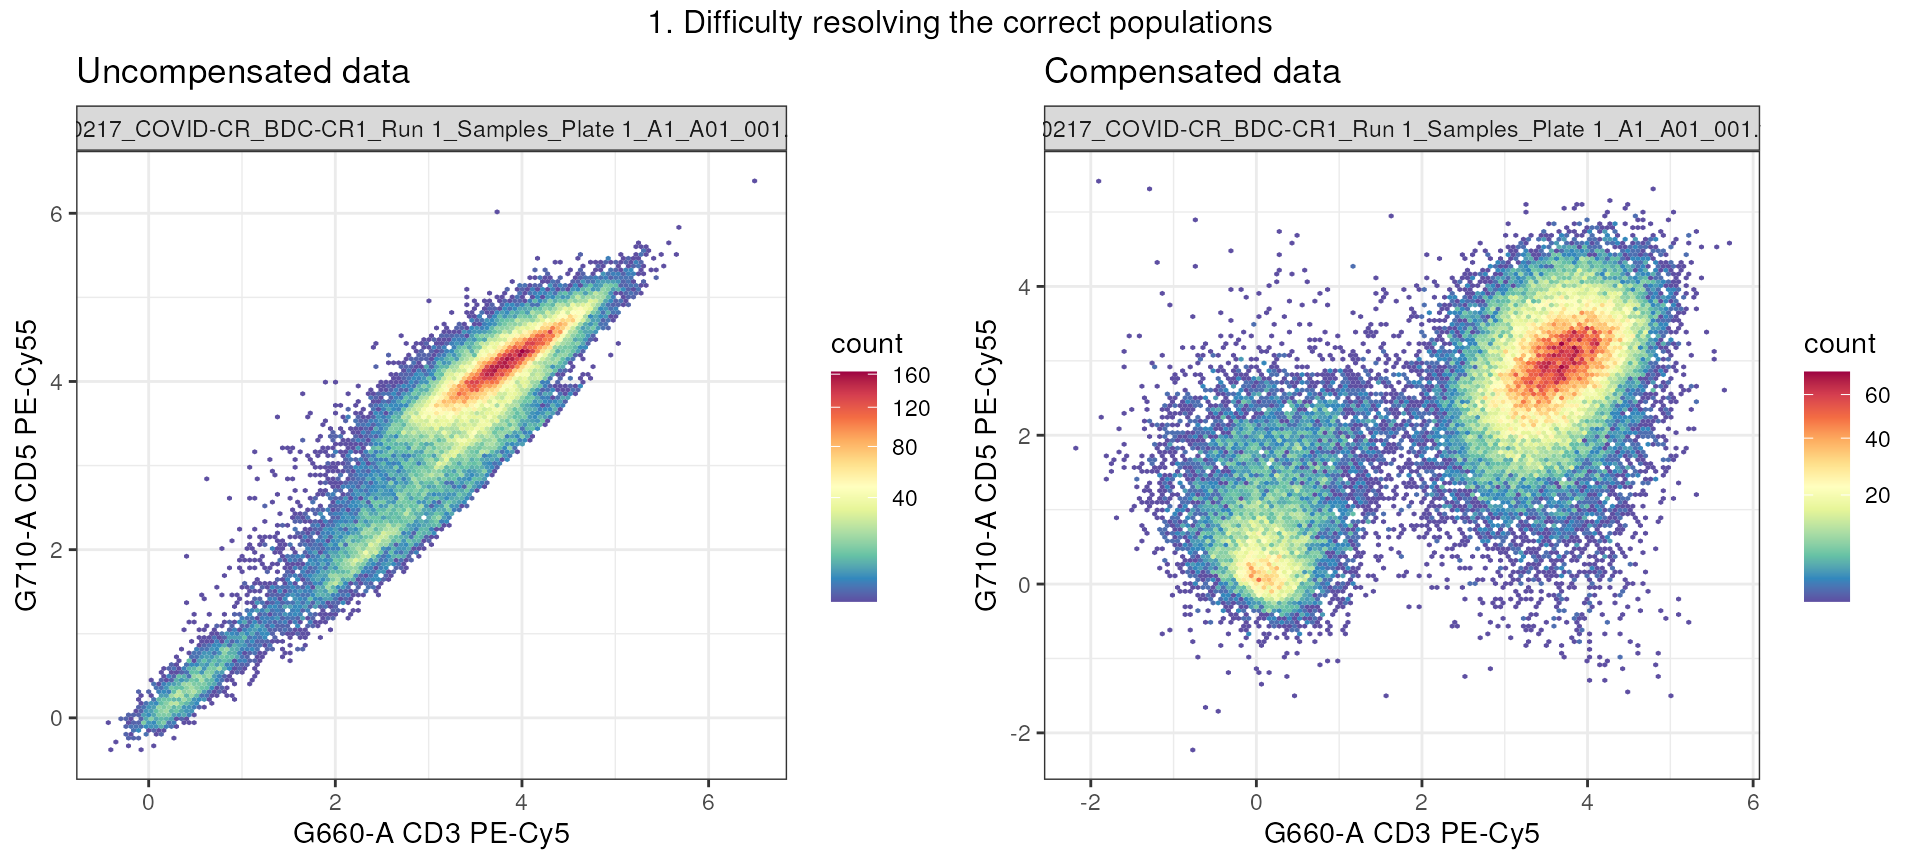 1. Difficulty resolving the correct populations
Uncompensated data
0217_COVID-CR_BDC-CR1_Run 1_Samples_Plate 1_A1_A01_001.
G710-A CD5 PE-Cy55
6
4
2
0
0 2 4 6
G660-A CD3 PE-Cy5
count
160
120
80
40
Compensated data
0217_COVID-CR_BDC-CR1_Run 1_Samples_Plate 1_A1_A01_001.
G710-A CD5 PE-Cy55
4
2
0
-2
-2 0 2 4 6
G660-A CD3 PE-Cy5
count
60
40
20